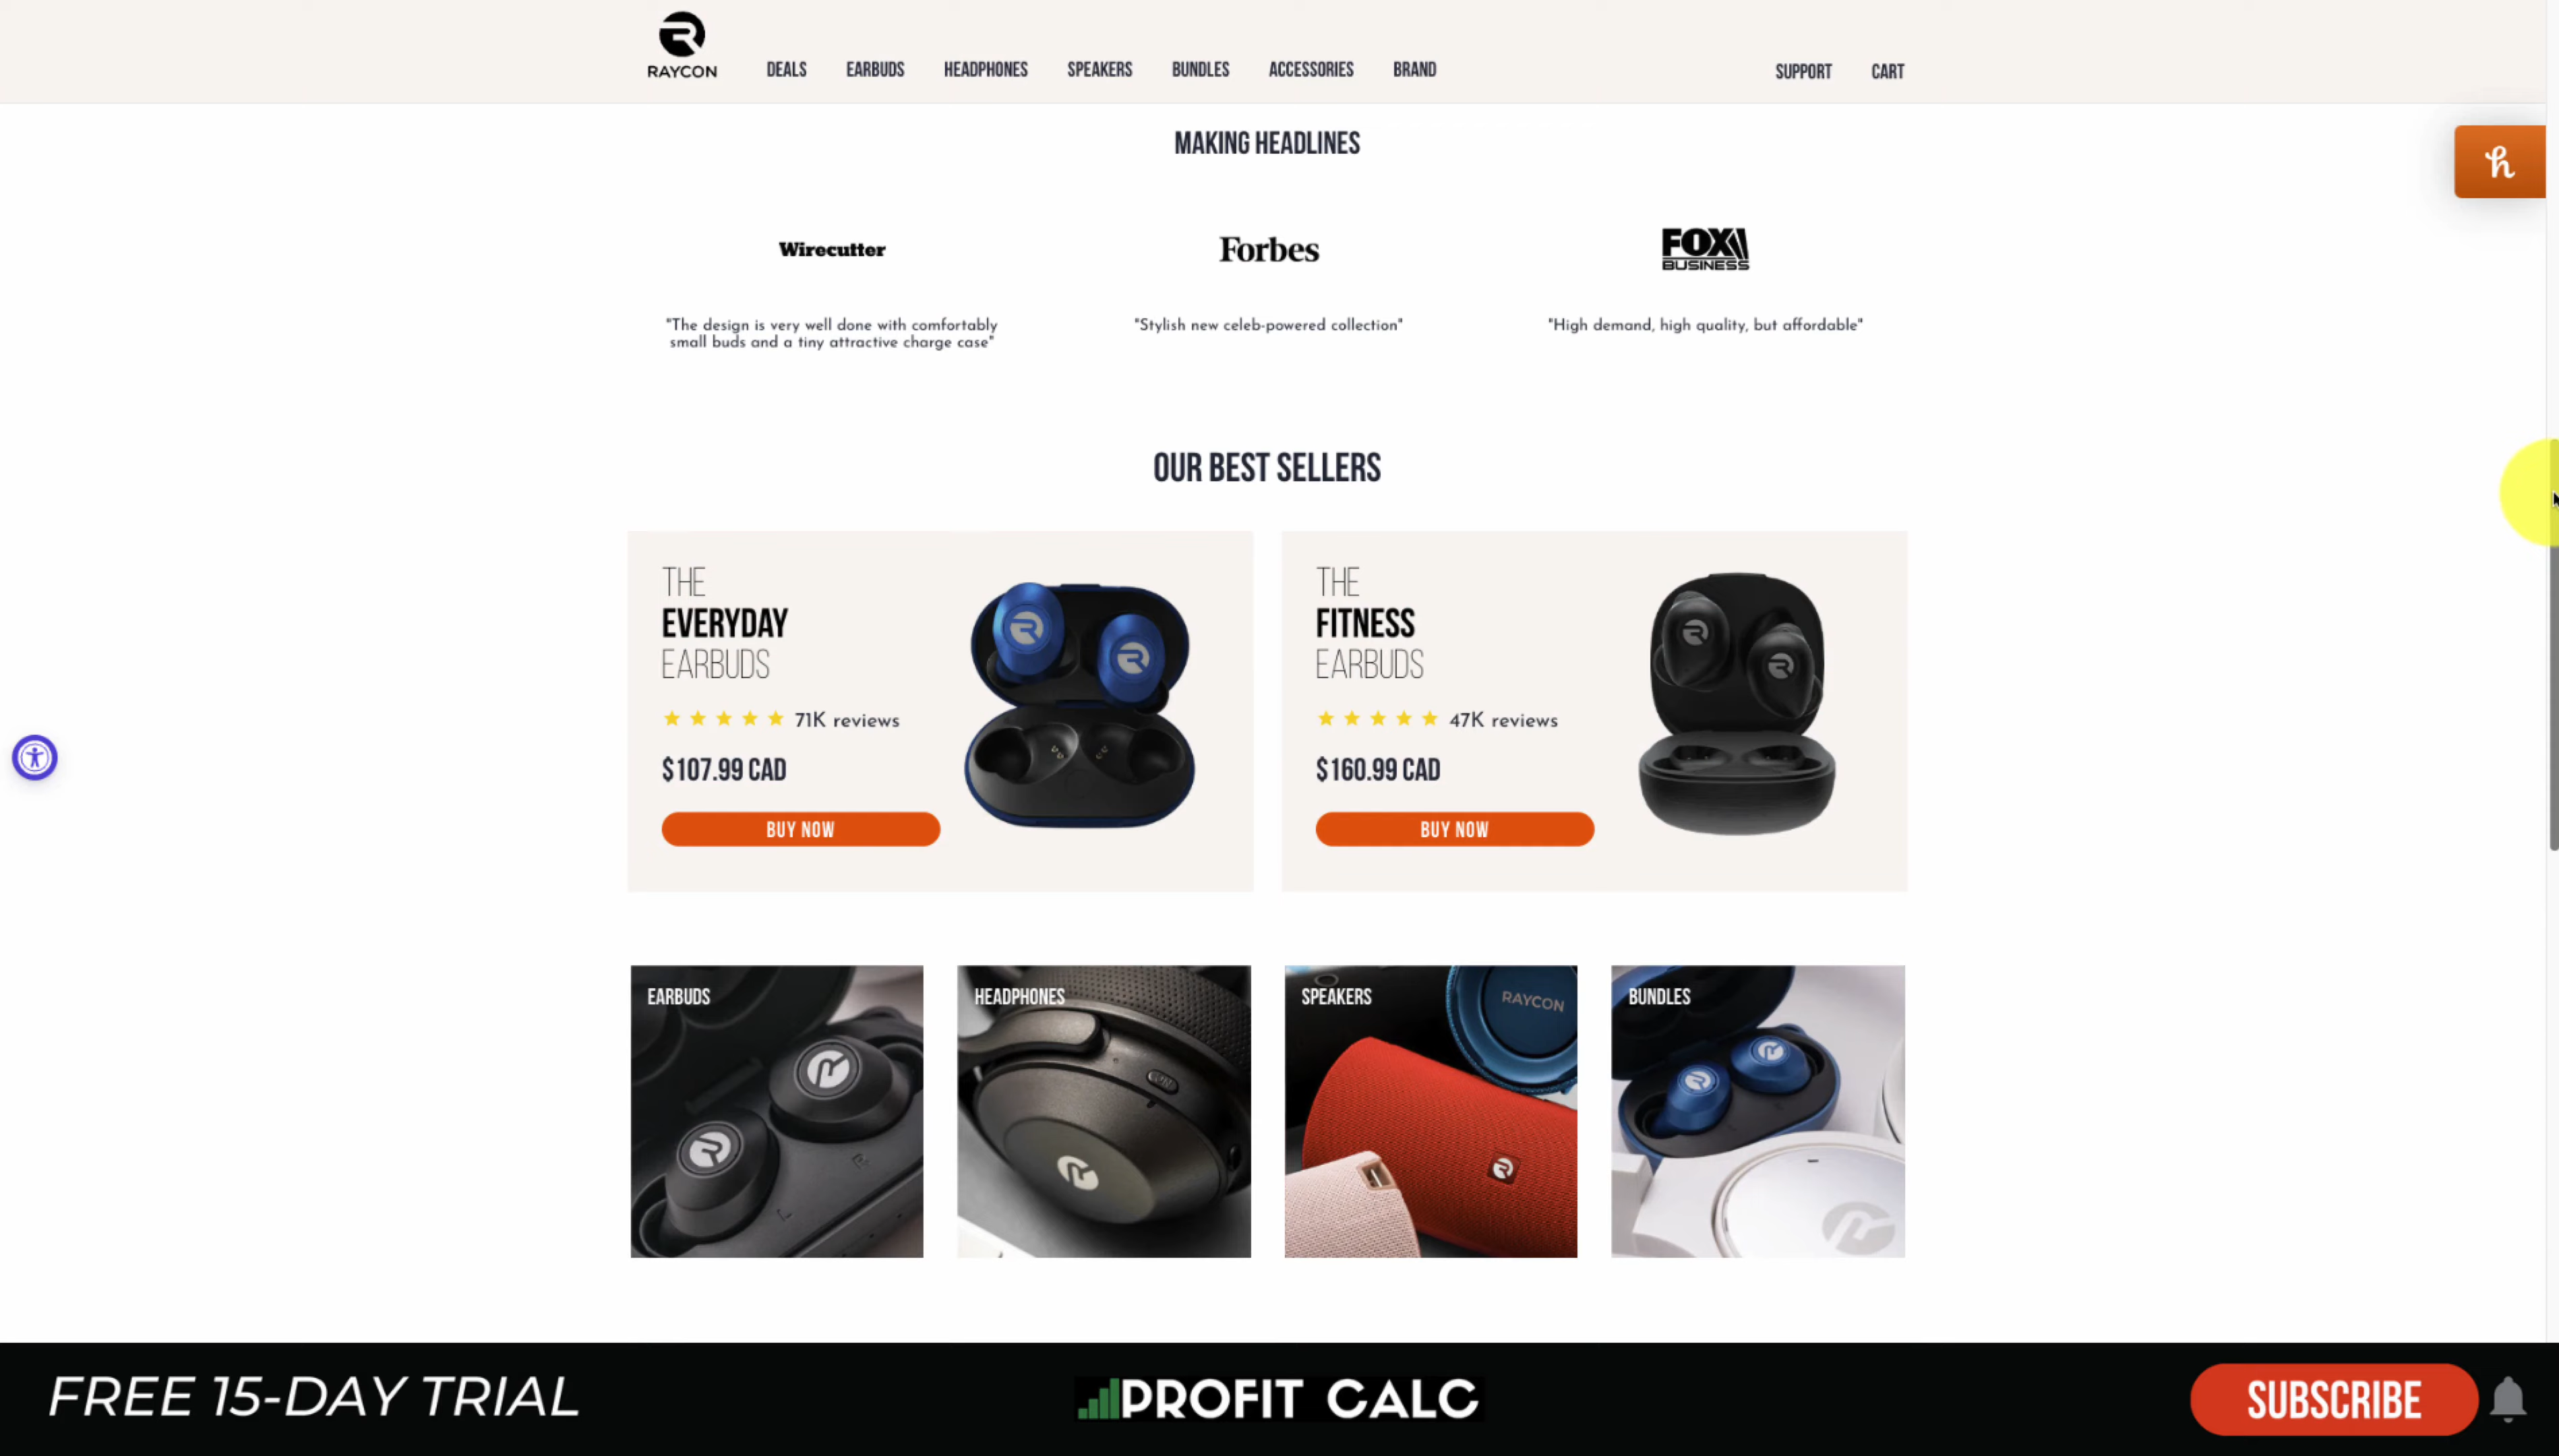 RAYCON
DEALS EARBUDS HEADPHONES SPEAKERS BUNDLES ACCESSORIES BRAND SUPPORT CART
MAKING HEADLINES
Wirecutter
"The design is very well done with comfortably
small buds and a tiny attractive charge case"
Forbes
"Stylish new celeb-powered collection"
FOX
BUSINESS
"High demand, high quality, but affordable"
OUR BEST SELLERS
THE
EVERYDAY
EARBUDS
71K reviews
$107.99 CAD
BUY NOW
THE
FITNESS
EARBUDS
47K reviews
$160.99 CAD
BUY NOW
EARBUDS
HEADPHONES
SPEAKERS
RAYCON
BUNDLES
FREE 15-DAY TRIAL
PROFIT CALC
SUBSCRIBE